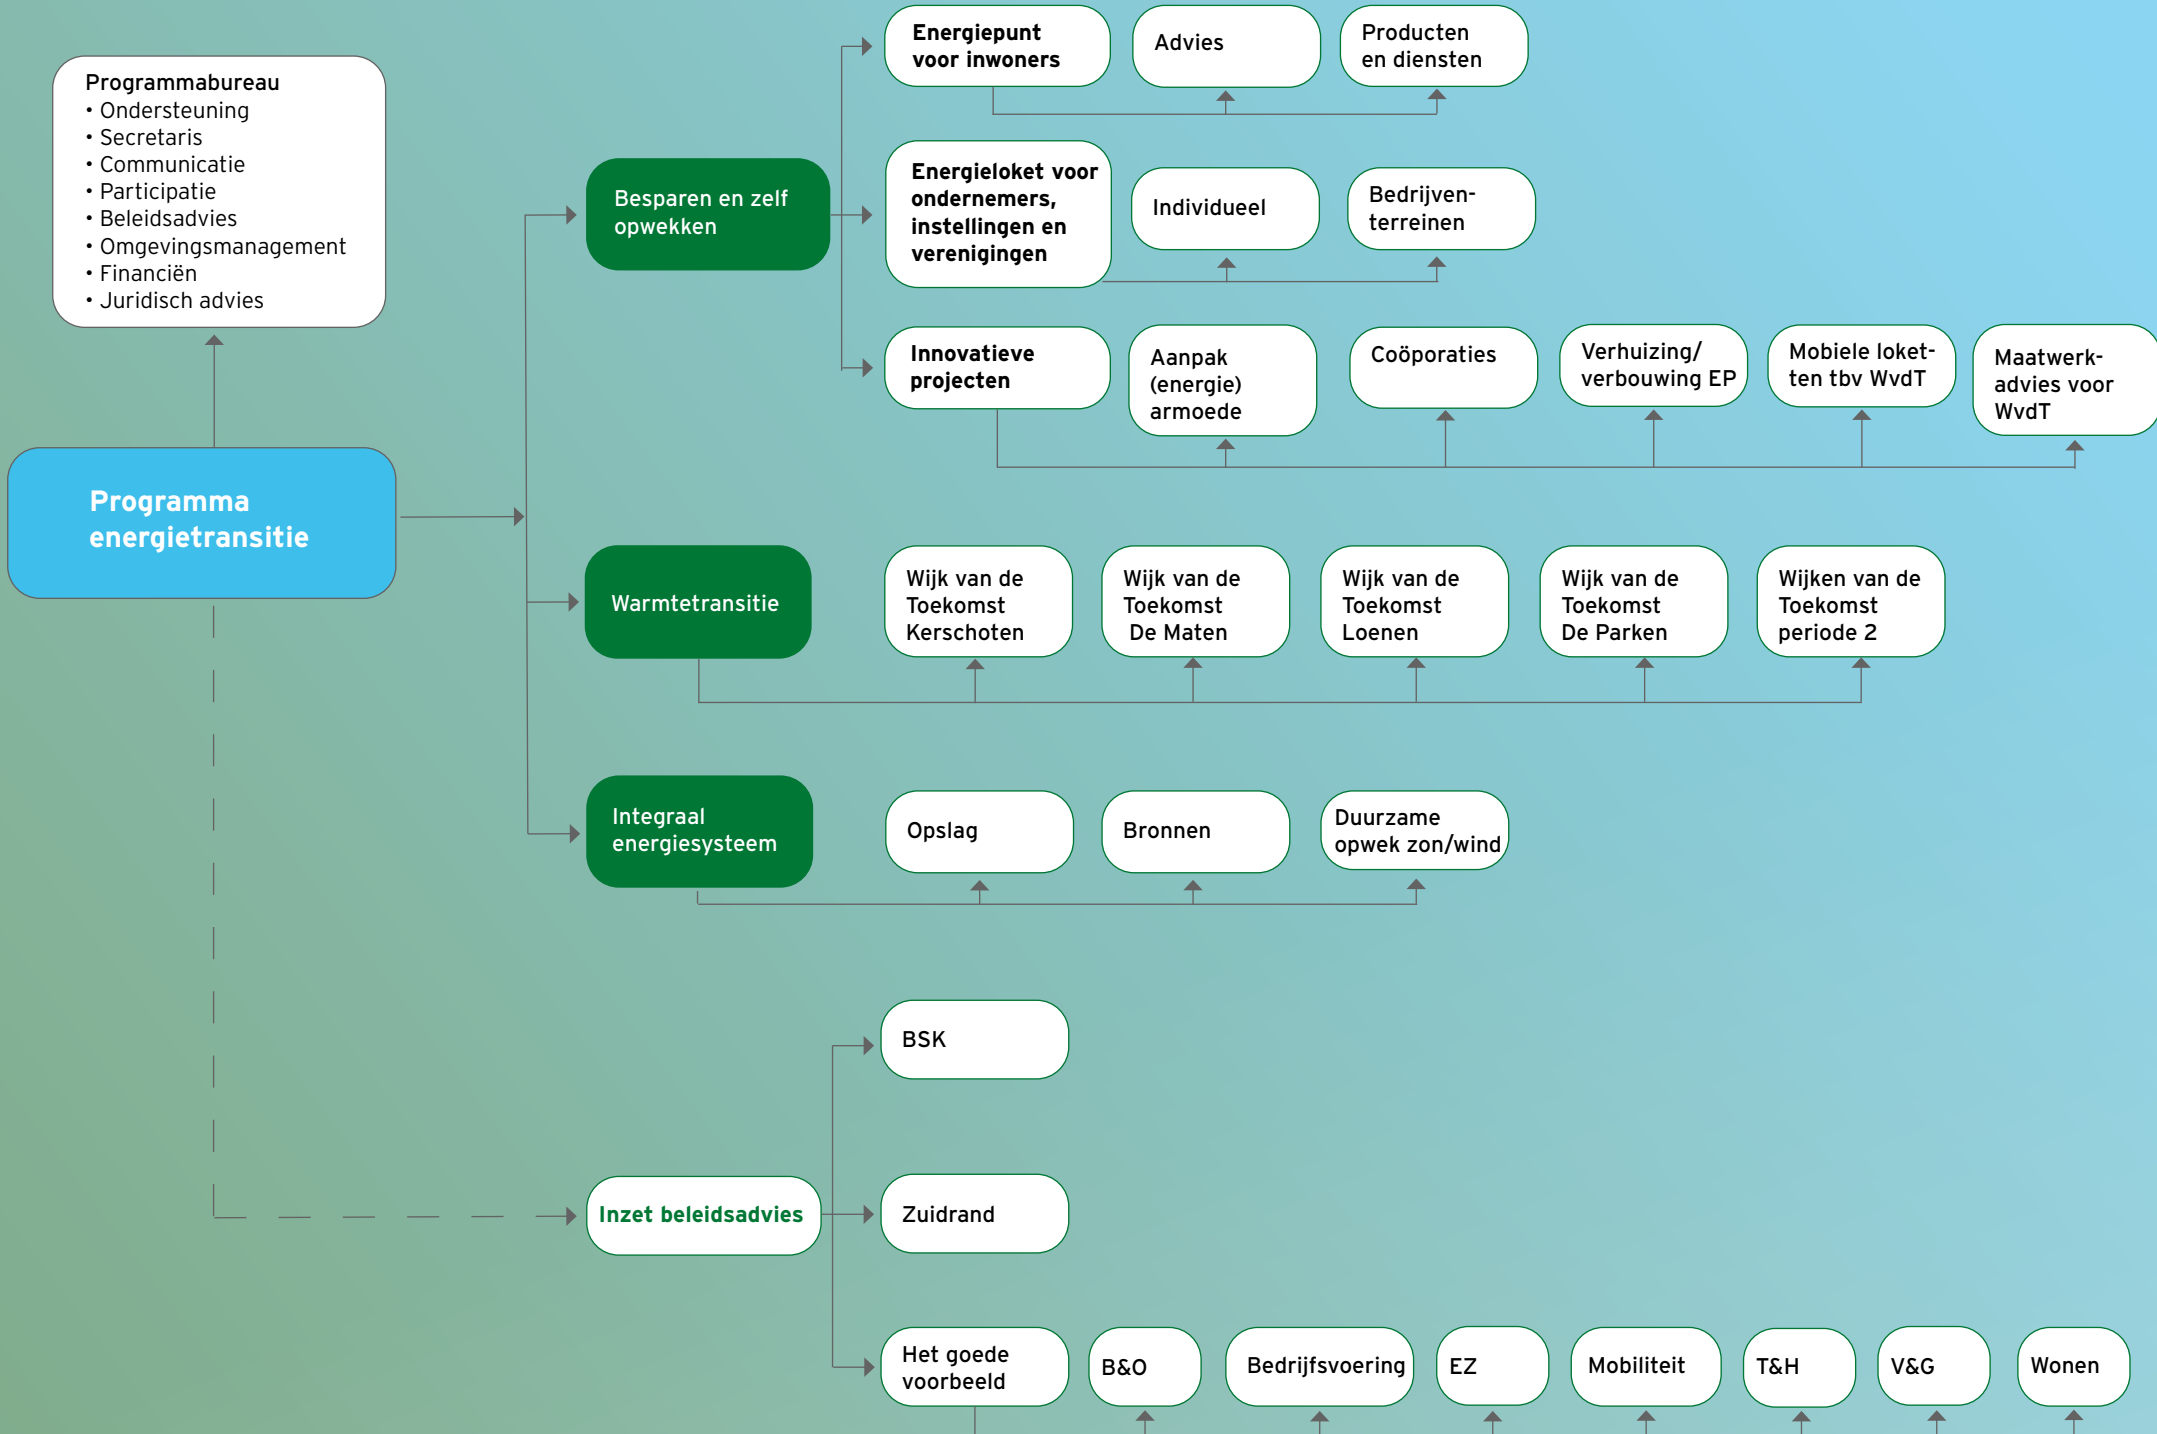 Programmabureau
• Ondersteuning
• Secretaris
• Communicatie
• Participatie
• Beleidsadvies
• Omgevingsmanagement
• Financiën
• Juridisch advies
Programma
energietransitie
Besparen en zelf
opwekken
Energiepunt
voor inwoners
Advies
Producten
en diensten
Energieloket voor
ondernemers,
instellingen en
verenigingen
Individueel
Bedrijven-
terreinen
Innovatieve
projecten
Aanpak
(energie)
armoede
Coöporaties
Verhuizing/
verbouwing EP
Mobiele loket-
ten tbv WvdT
Maatwerk-
advies voor
WvdT
Warmtetransitie
Wijk van de
Toekomst
Kerschoten
Wijk van de
Toekomst
De Maten
Wijk van de
Toekomst
Loenen
Wijk van de
Toekomst
De Parken
Wijken van de
Toekomst
periode 2
Integraal
energiesysteem
Opslag
Bronnen
Duurzame
opwek zon/wind
Inzet beleidsadvies
BSK
Zuidrand
Het goede
voorbeeld
B&O
Bedrijfsvoering
EZ
Mobiliteit
T&H
V&G
Wonen